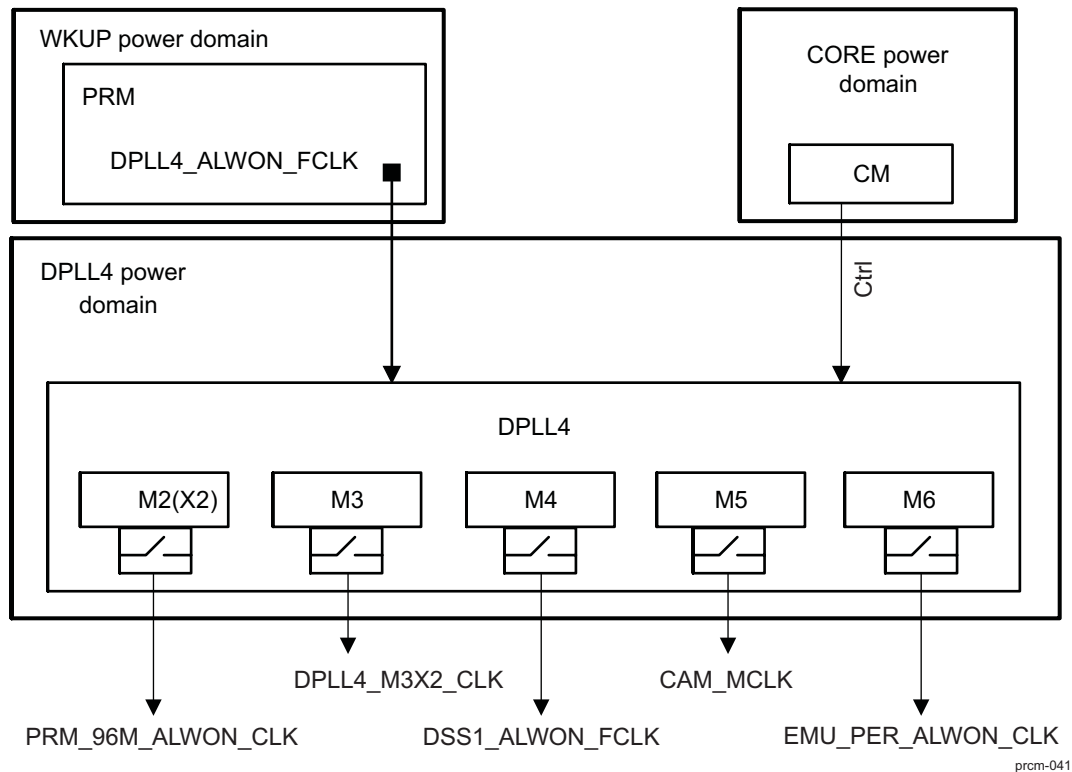 WKUP power domain
PRM
DPLL4_ALWON_FCLK
CORE power
domain
CM
DPLL4 power
domain
Ctrl
DPLL4
M2(X2)
M3
M4
M5
M6
DPLL4_M3X2_CLK
CAM_MCLK
PRM_96M_ALWON_CLK
DSS1_ALWON_FCLK
EMU_PER_ALWON_CLK
prcm-041